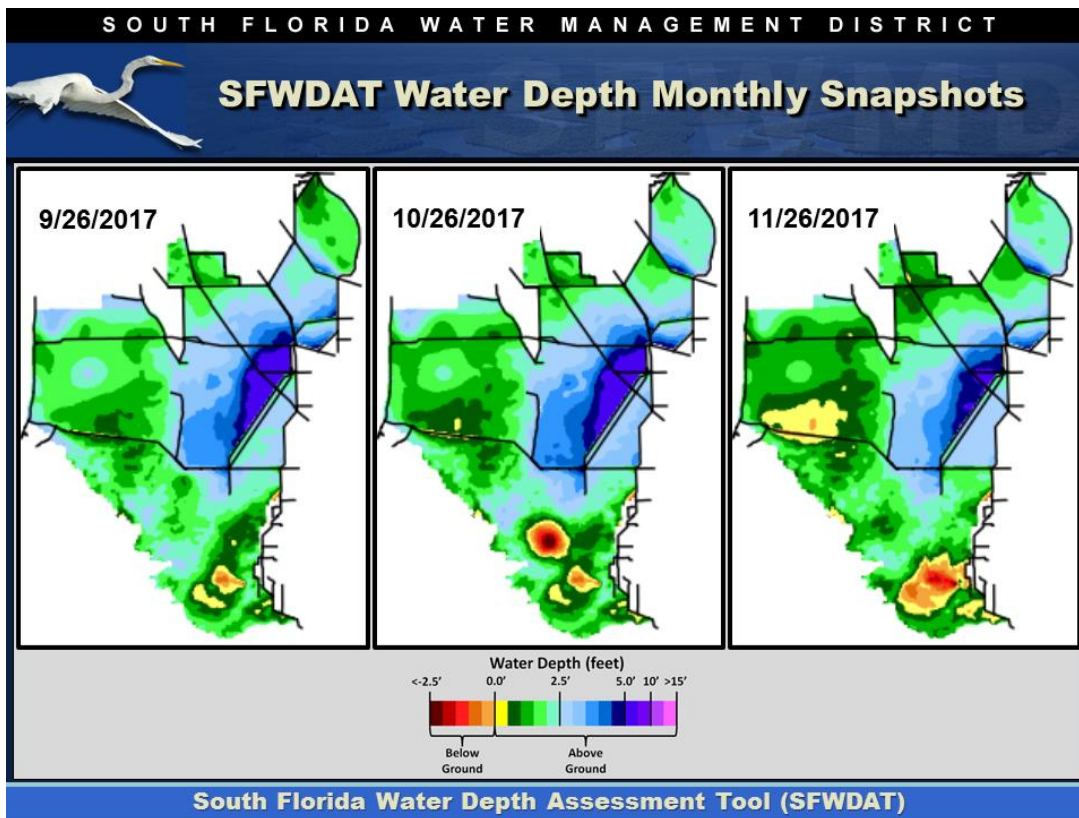 SOUTH FLORIDA WATER MANAGEMENT DISTRICT
SFWMD
SFWDAT Water Depth Monthly Snapshots
9/26/2017
10/26/2017
11/26/2017
Water Depth (feet)
<-2.5' 0.0' 2.5' 5.0' 10' >15'
Below Ground
Above Ground
South Florida Water Depth Assessment Tool (SFWDAT)